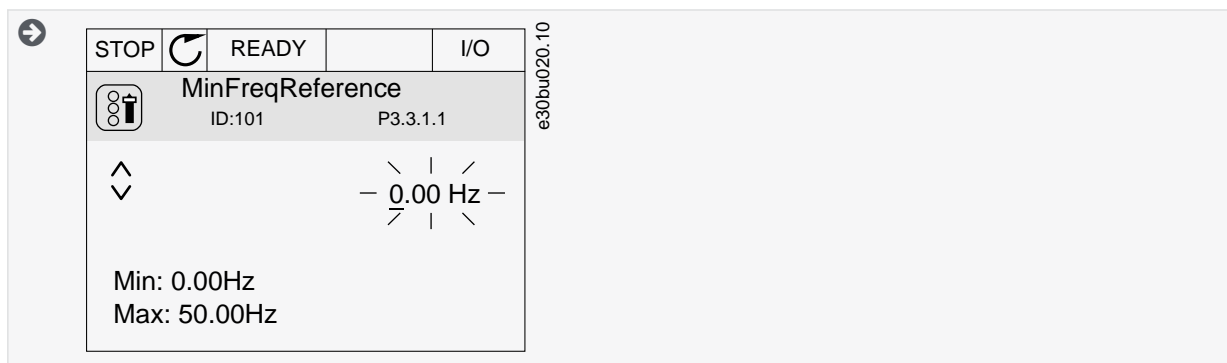 STOP READY I/O
MinFreqReference
ID:101 P3.3.1.1
0.00 Hz
Min: 0.00Hz
Max: 50.00Hz
e30bu020.10